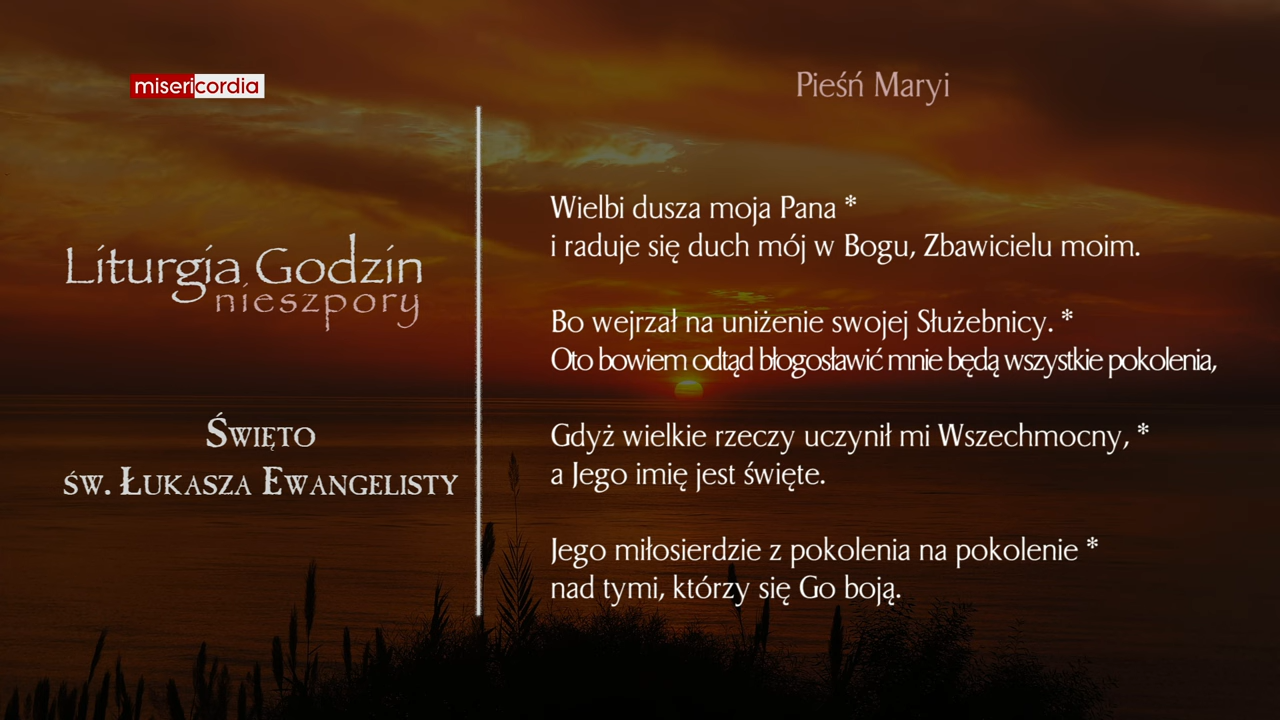 misericordia
Liturgia Godzin
nieszpory
Święto
św. Łukasza Ewangelisty
Pieśń Maryi
Wielbi dusza moja Pana *
i raduje się duch mój w Bogu, Zbawicielu moim.
Bo wejrzał na uniżenie swojej Służebnicy. *
Oto bowiem odtąd błogosławić mnie będą wszystkie pokolenia,
Gdyż wielkie rzeczy uczynił mi Wszechmocny, *
a Jego imię jest święte.
Jego miłosierdzie z pokolenia na pokolenie *
nad tymi, którzy się Go boją.